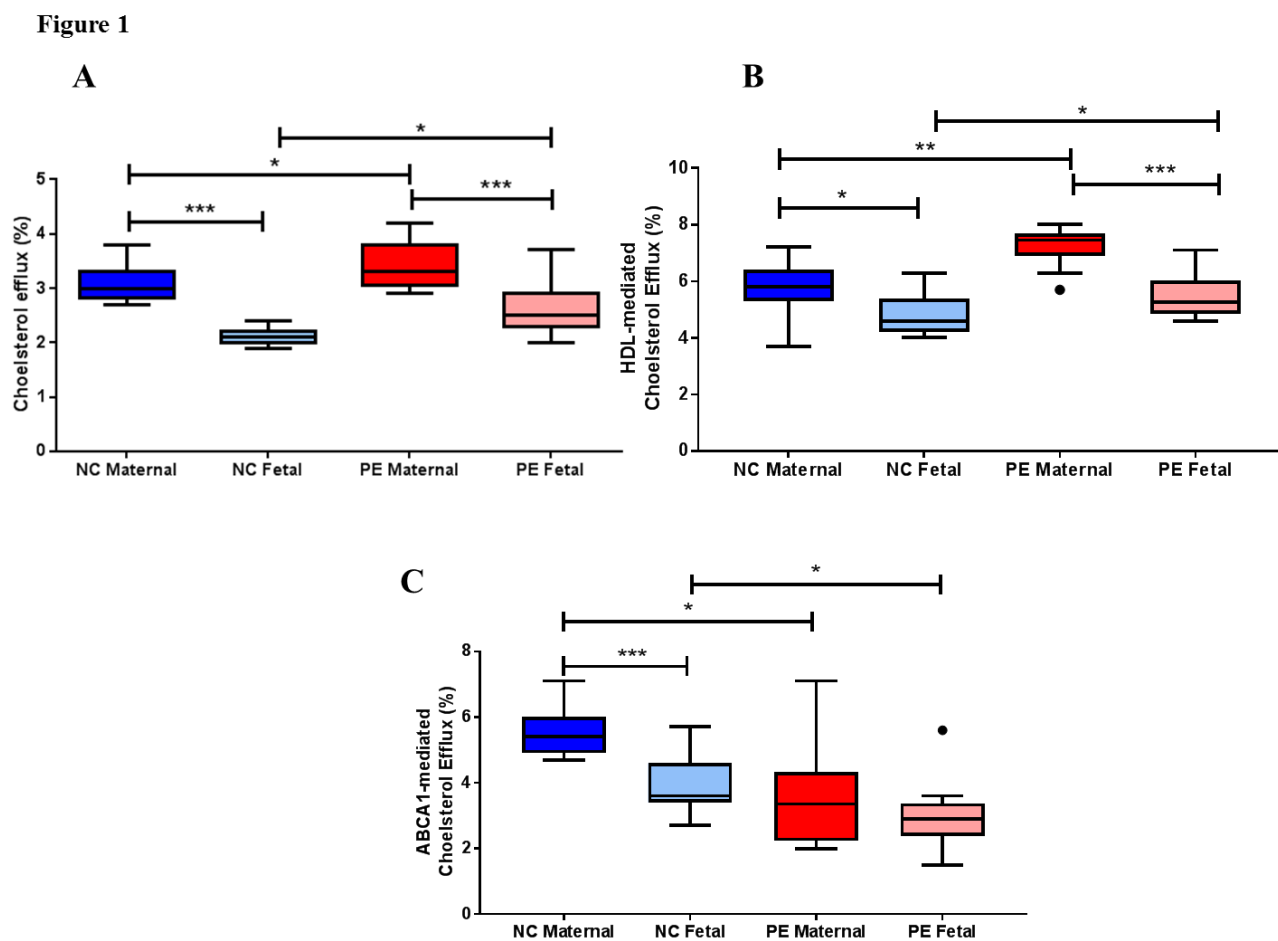 Figure 1
A
*
*
***
***
Choelsterol efflux (%)
5
4
3
2
1
0
NC Maternal NC Fetal PE Maternal PE Fetal
B
*
**
***
*
HDL-mediated
Choelsterol Efflux (%)
10
8
6
4
2
0
NC Maternal NC Fetal PE Maternal PE Fetal
C
*
*
***
ABCA1-mediated
Choelsterol Efflux (%)
8
6
4
2
0
NC Maternal NC Fetal PE Maternal PE Fetal